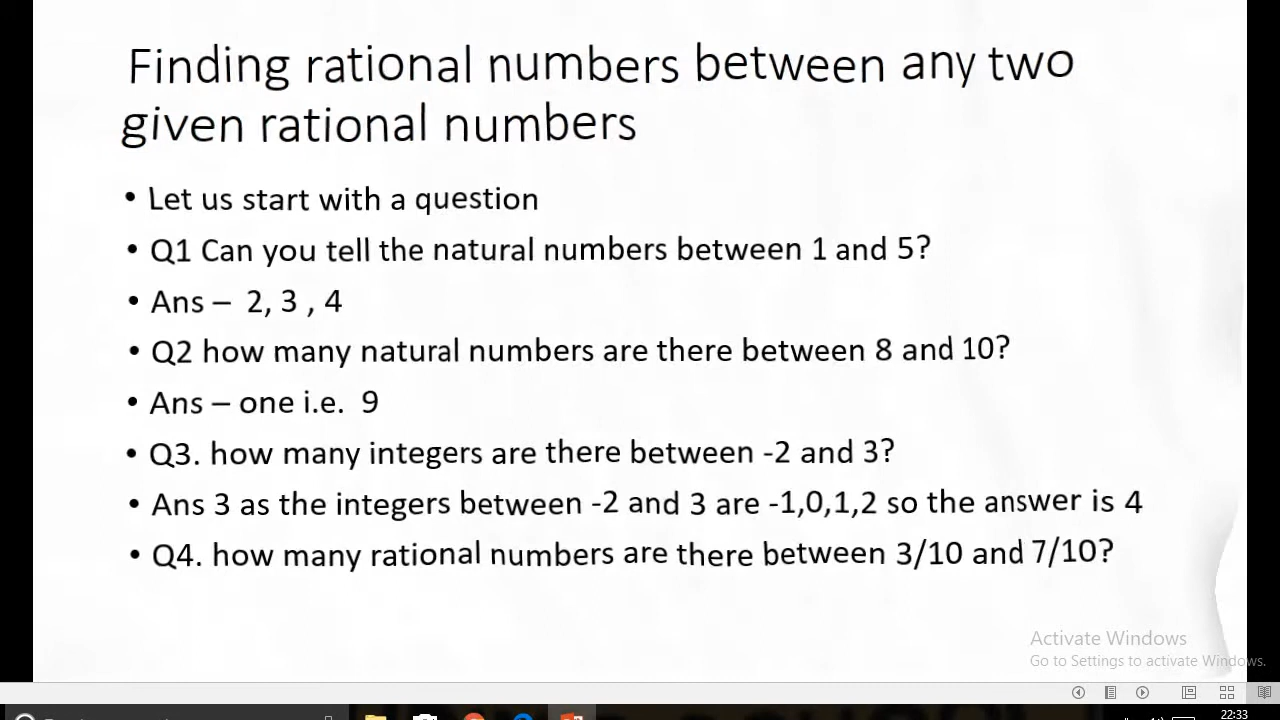 Finding rational numbers between any two
given rational numbers
• Let us start with a question
• Q1 Can you tell the natural numbers between 1 and 5?
• Ans – 2, 3 , 4
• Q2 how many natural numbers are there between 8 and 10?
• Ans – one i.e. 9
• Q3. how many integers are there between -2 and 3?
• Ans 3 as the integers between -2 and 3 are -1,0,1,2 so the answer is 4
• Q4. how many rational numbers are there between 3/10 and 7/10?
Activate Windows
Go to Settings to activate Windows.
22:33